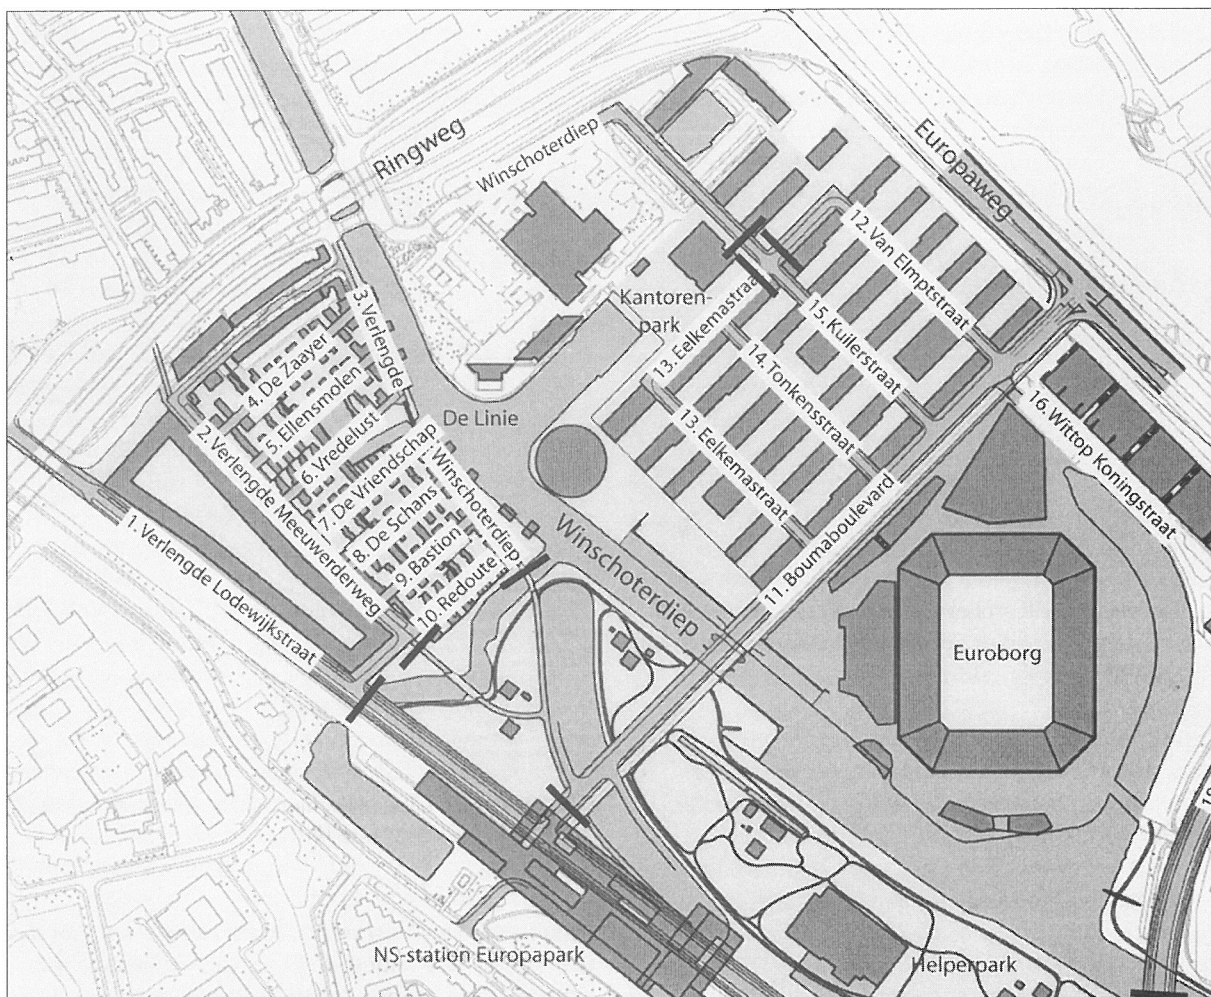 Ringweg
Winschoterdiep
Europaweg
12. Van Elmptstraat
3. Verlengde
Winschoterdiep
Kantoren-
park
4. De Zaayer
5. Ellensmolen
6. Vredelust
7. De Vriendschap
8. De Schans
9. Bastion
10. Redoute
2. Verlengde Meeuwerderweg
1. Verlengde Lodewijkstraat
De Linie
13. Eelkemastraa
15. Kuilerstraat
14. Tonkensstraat
13. Eelkemastraat
16. Wittop Koningstraat
11. Boumaboulevard
Winschoterdiep
Euroborg
NS-station Europapark
Helperpark